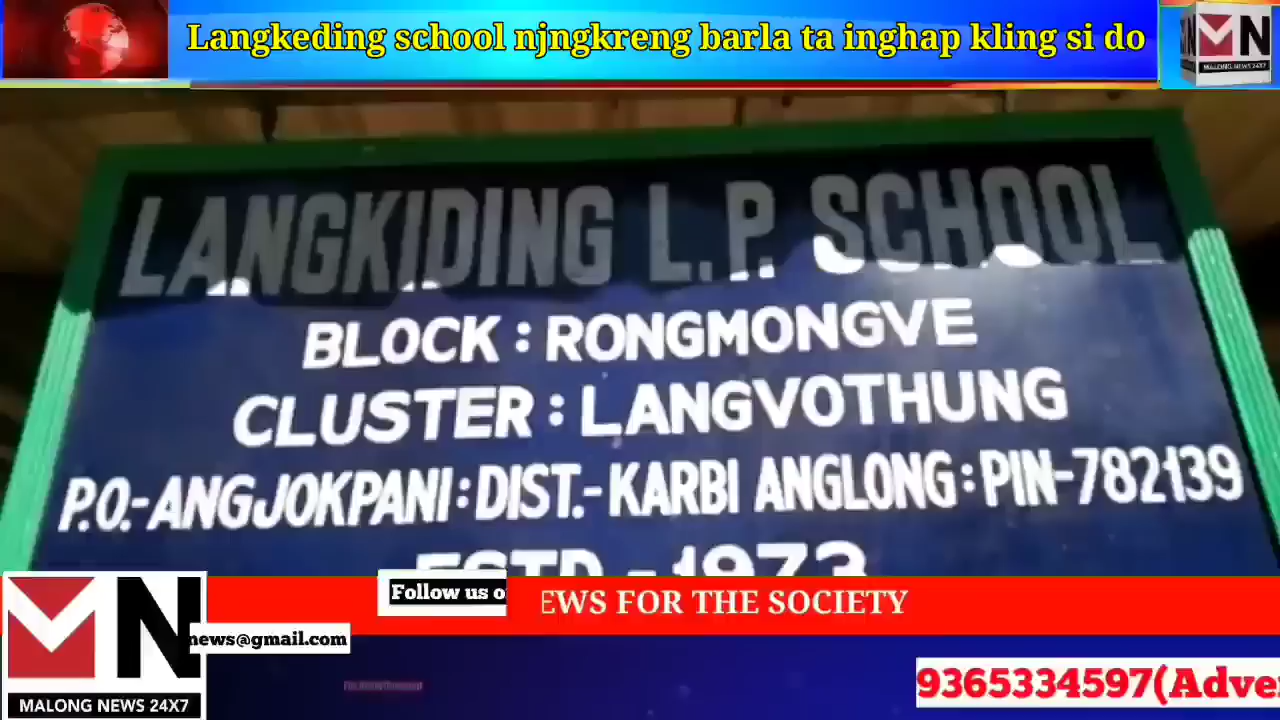 Langkeding school njngkreng barla ta inghap kling si do
MN
MALONG NEWS 24X7
LANGKIDING L.P. SCHOOL
BLOCK : RONGMONGVE
CLUSTER : LANGVOTHUNG
P.O.-ANGJOKPANI: DIST.- KARBI ANGLONG: PIN-782139
ESTD - 1973
Follow us o
EWS FOR THE SOCIETY
news@gmail.com
MN
MALONG NEWS 24X7
9365334597(Adve